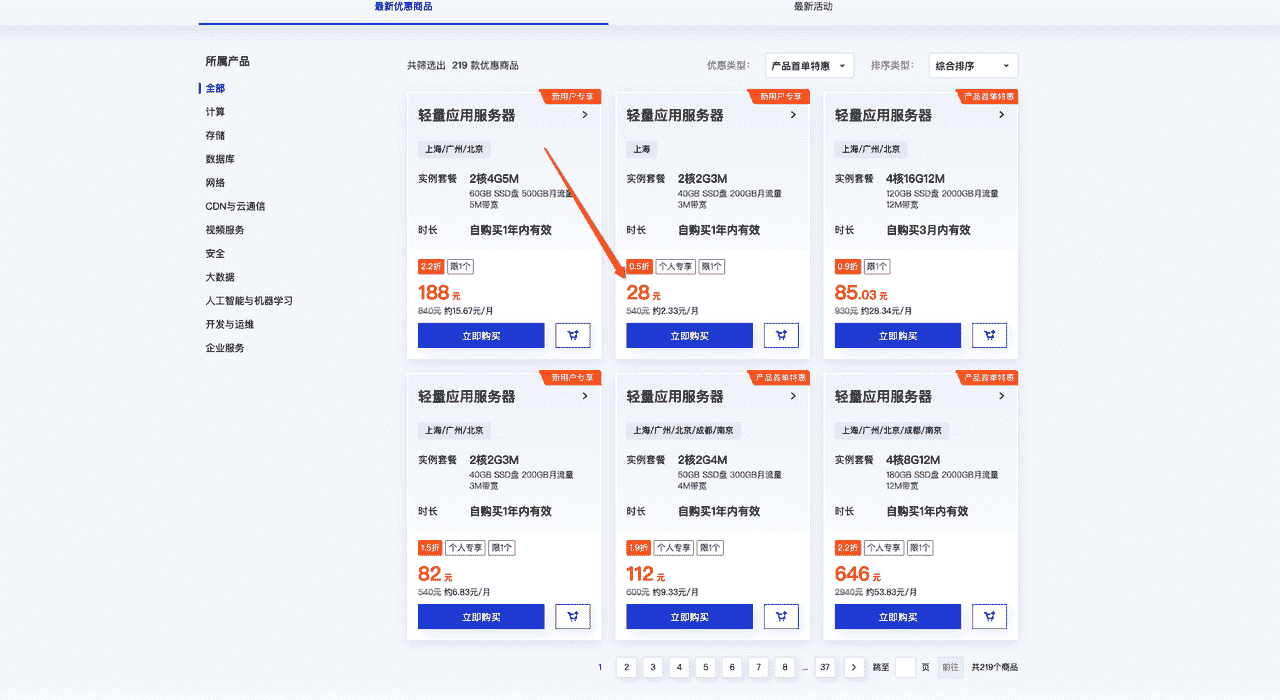 最新优惠商品
最新活动
所属产品
全部
计算
存储
数据库
网络
CDN与云通信
视频服务
安全
大数据
人工智能与机器学习
开发与运维
企业服务
共筛选出 219 款优惠商品
优惠类型:
产品首单特惠
排序类型:
综合排序
新用户专享
轻量应用服务器
上海/广州/北京
实例套餐 2核4G5M
60GB SSD盘 500GB月流量
5M带宽
时长 自购买1年内有效
2.2折 限1个
188 元
840元 约15.67元/月
立即购买
新用户专享
轻量应用服务器
上海
实例套餐 2核2G3M
40GB SSD盘 200GB月流量
3M带宽
时长 自购买1年内有效
0.5折 个人专享 限1个
28 元
540元 约2.33元/月
立即购买
产品首单特惠
轻量应用服务器
上海/广州/北京
实例套餐 4核16G12M
120GB SSD盘 2000GB月流量
12M带宽
时长 自购买3月内有效
0.9折 限1个
85.03 元
930元 约28.34元/月
立即购买
新用户专享
轻量应用服务器
上海/广州/北京
实例套餐 2核2G3M
40GB SSD盘 200GB月流量
3M带宽
时长 自购买1年内有效
1.5折 个人专享 限1个
82 元
540元 约6.83元/月
立即购买
产品首单特惠
轻量应用服务器
上海/广州/北京/成都/南京
实例套餐 2核2G4M
50GB SSD盘 300GB月流量
4M带宽
时长 自购买1年内有效
1.9折 个人专享 限1个
112 元
600元 约9.33元/月
立即购买
产品首单特惠
轻量应用服务器
上海/广州/北京/成都/南京
实例套餐 4核8G12M
180GB SSD盘 2000GB月流量
12M带宽
时长 自购买1年内有效
2.2折 个人专享 限1个
646 元
2940元 约53.83元/月
立即购买
1 2 3 4 5 6 7 8 ... 37 跳至 页 前往 共219个商品